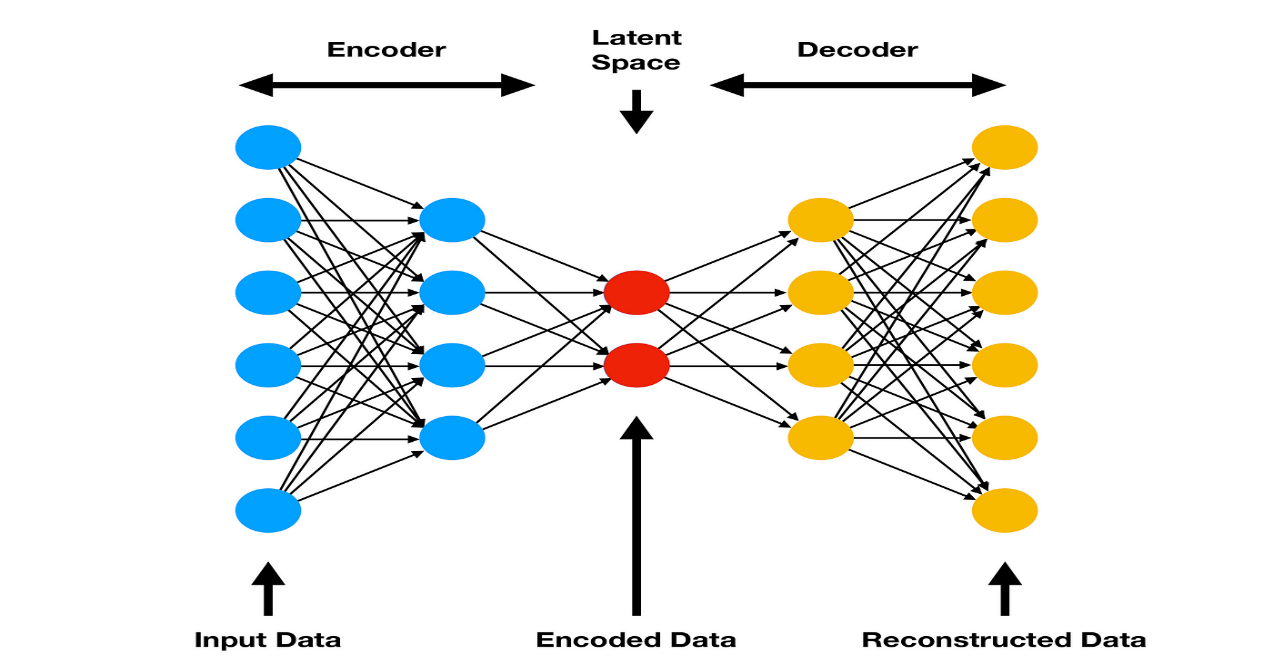 Encoder
Latent
Space
Decoder
Input Data
Encoded Data
Reconstructed Data